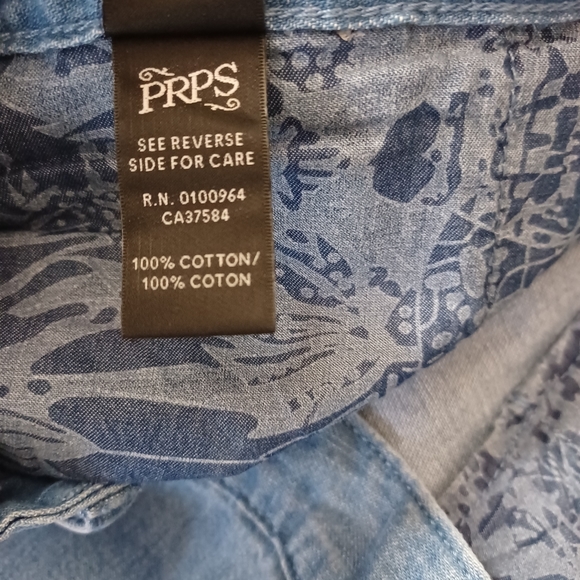 PRPS
SEE REVERSE
SIDE FOR CARE
R.N. 0100964
CA37584
100% COTTON/
100% COTON